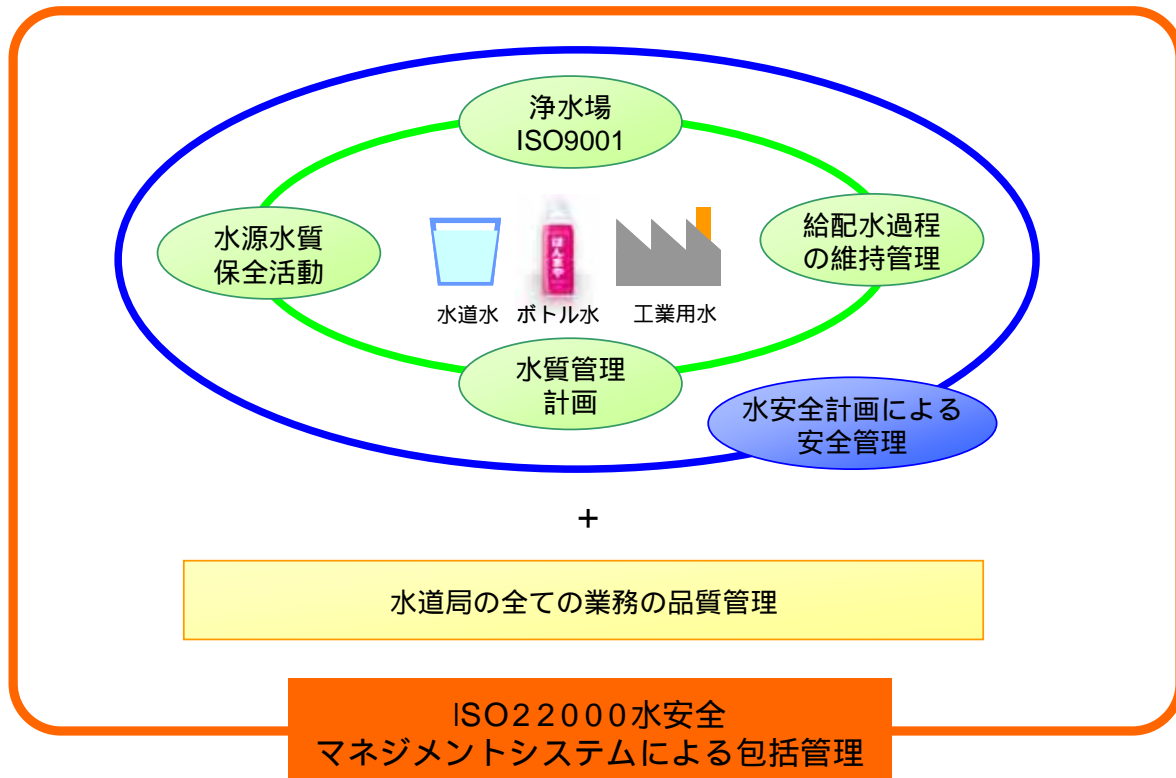 浄水場
ISO9001
水源水質
保全活動
給配水過程
の維持管理
ほんまや
水道水
ボトル水
工業用水
水質管理
計画
水安全計画による
安全管理
+
水道局の全ての業務の品質管理
ISO22000水安全
マネジメントシステムによる包括管理